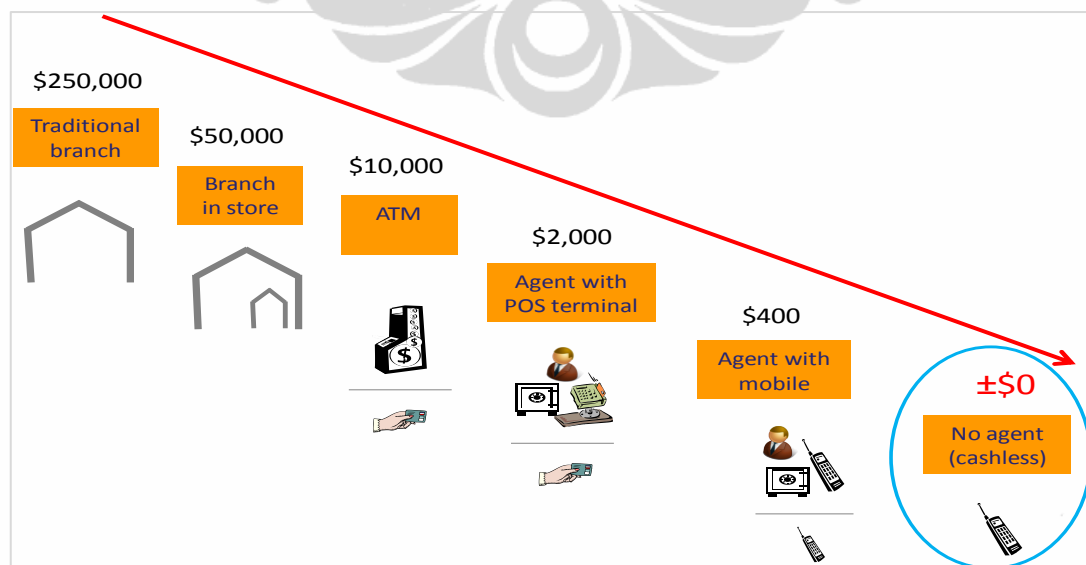 $250,000
Traditional
branch
$50,000
Branch
in store
$10,000
ATM
$2,000
Agent with
POS terminal
$400
Agent with
mobile
±$0
No agent
(cashless)
$